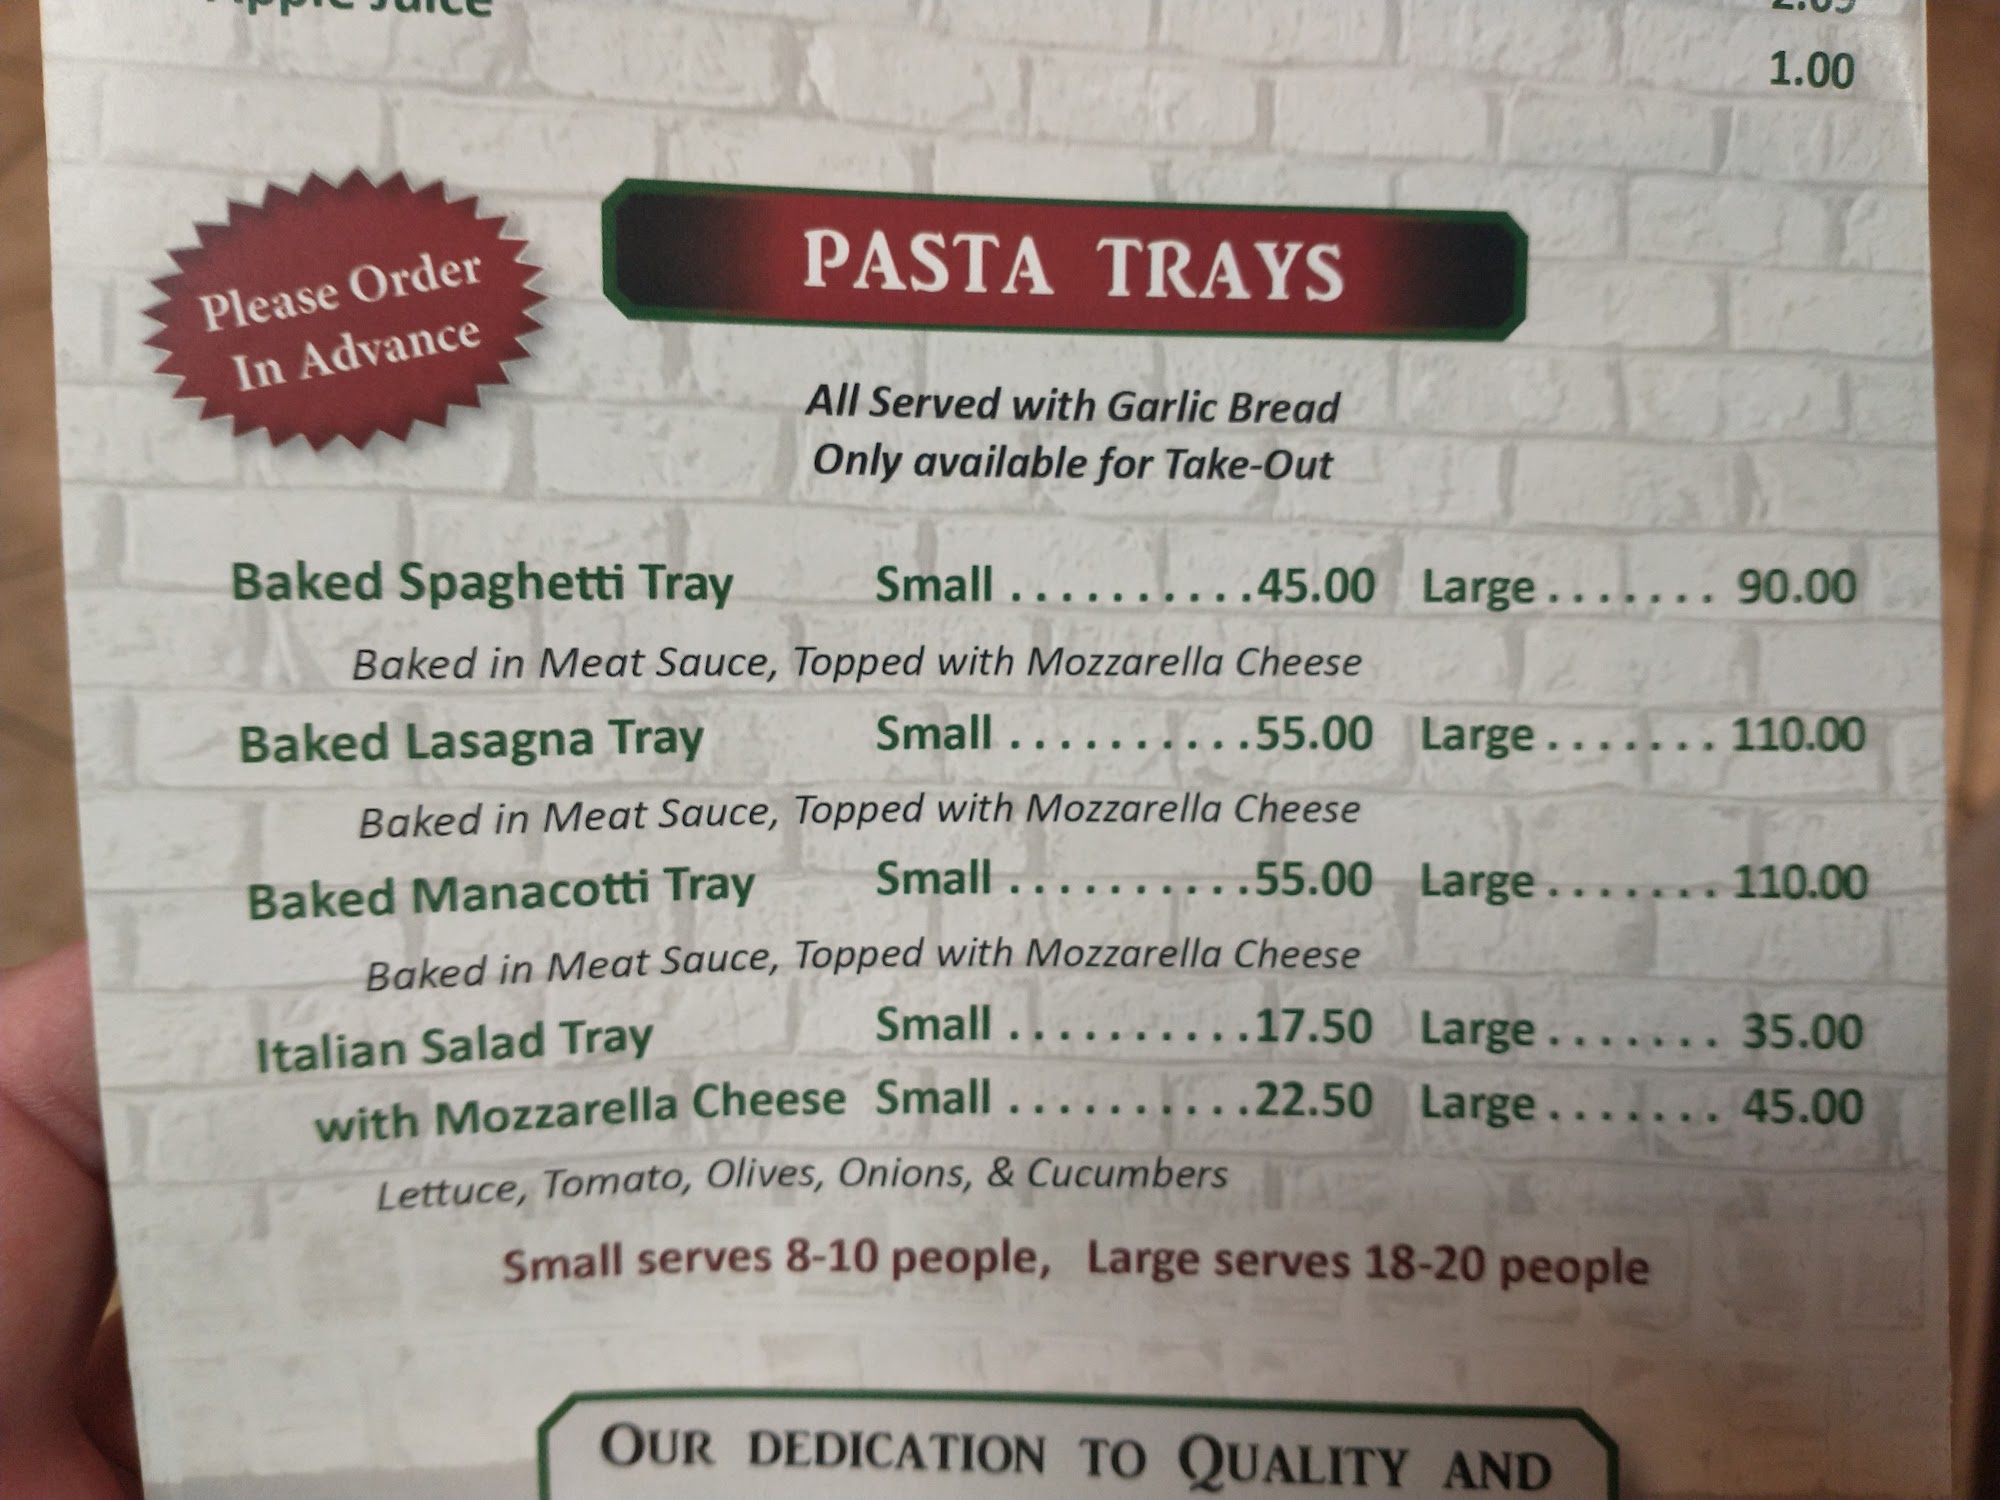 Apple Juice 2.09
1.00
Please Order
In Advance
PASTA TRAYS
All Served with Garlic Bread
Only available for Take-Out
Baked Spaghetti Tray Small . . . . . . . . . . 45.00 Large . . . . . . . 90.00
Baked in Meat Sauce, Topped with Mozzarella Cheese
Baked Lasagna Tray Small . . . . . . . . . . 55.00 Large . . . . . . . 110.00
Baked in Meat Sauce, Topped with Mozzarella Cheese
Baked Manacotti Tray Small . . . . . . . . . . 55.00 Large . . . . . . . 110.00
Baked in Meat Sauce, Topped with Mozzarella Cheese
Italian Salad Tray Small . . . . . . . . . . 17.50 Large . . . . . . . 35.00
with Mozzarella Cheese Small . . . . . . . . . . 22.50 Large . . . . . . . 45.00
Lettuce, Tomato, Olives, Onions, & Cucumbers
Small serves 8-10 people, Large serves 18-20 people
OUR DEDICATION TO QUALITY AND